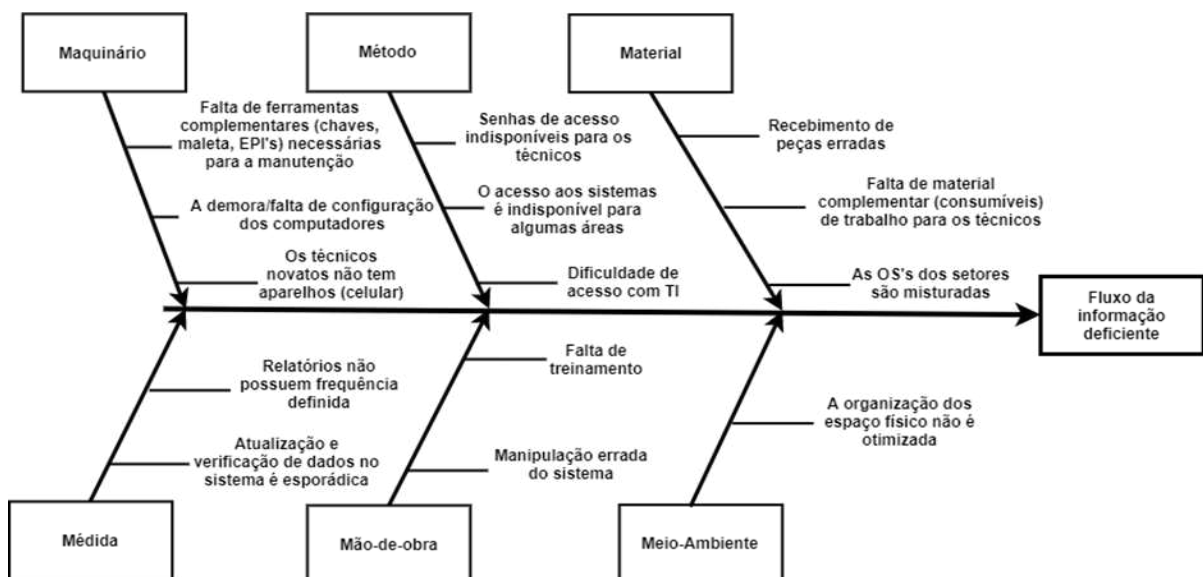 Maquinário
Método
Material
Falta de ferramentas
complementares (chaves,
maleta, EPI's) necessárias
para a manutenção
A demora/falta de configuração
dos computadores
Os técnicos
novatos não tem
aparelhos (celular)
Senhas de acesso
indisponíveis para os
técnicos
O acesso aos sistemas
é indisponível para
algumas áreas
Dificuldade de
acesso com TI
Recebimento de
peças erradas
Falta de material
complementar (consumíveis)
de trabalho para os técnicos
As OS's dos setores
são misturadas
Fluxo da
informação
deficiente
Relatórios não
possuem frequência
definida
Atualização e
verificação de dados no
sistema é esporádica
Falta de
treinamento
Manipulação errada
do sistema
A organização dos
espaço físico não é
otimizada
Médida
Mão-de-obra
Meio-Ambiente